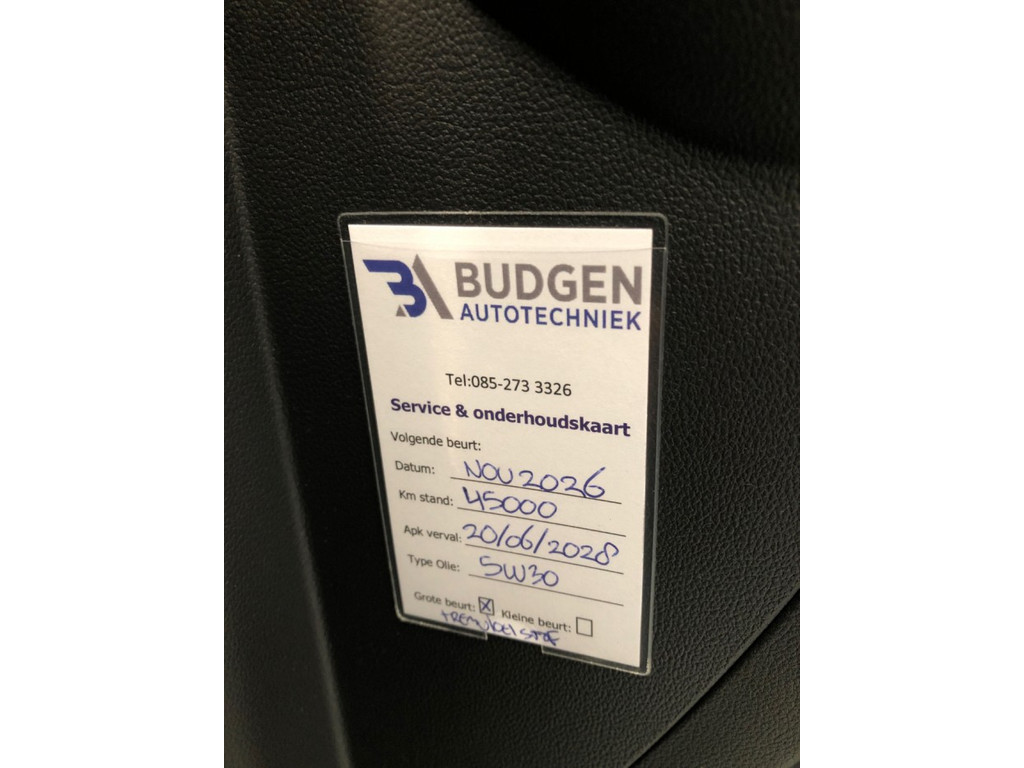 BA BUDGEN
AUTOTECHNIEK
Tel:085-273 3326
Service & onderhoudskaart
Volgende beurt:
Datum: NOV 2026
Km stand: 45000
Apk verval: 20/06/2028
Type Olie: 5W30
Grote beurt: X Kleine beurt:
+ REMVLOEISTOF